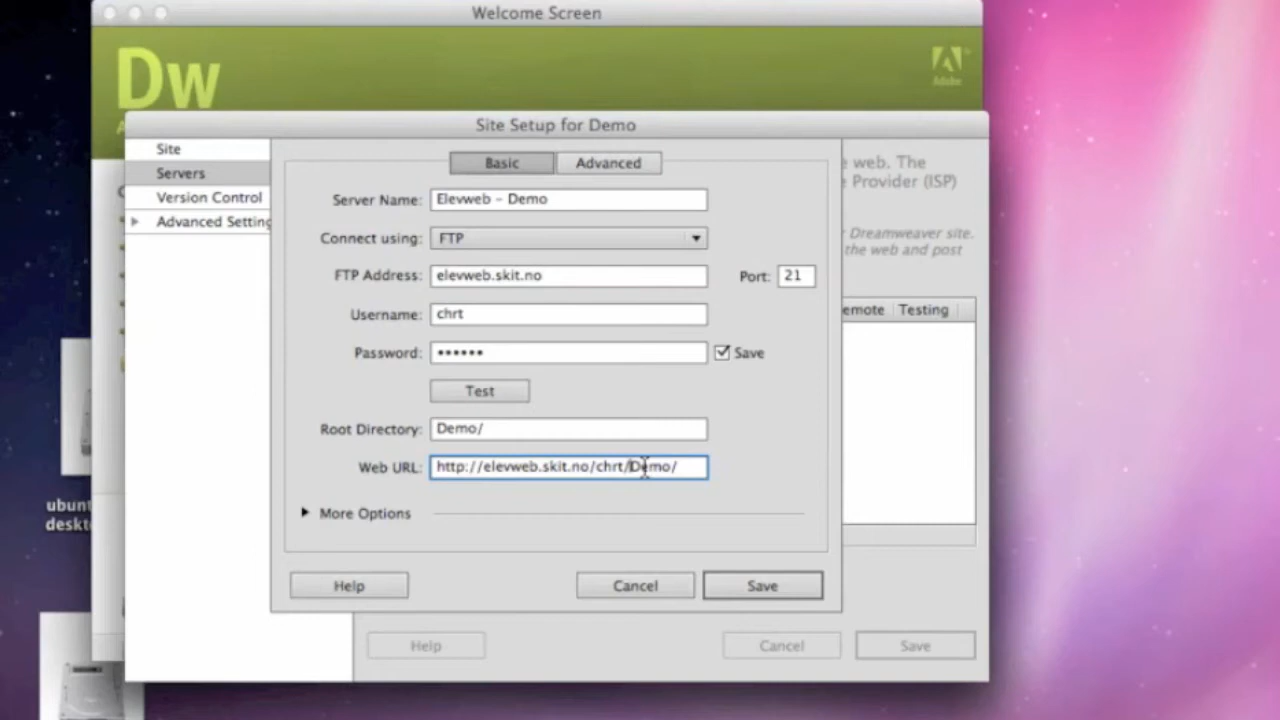 Welcome Screen
Dw
Adobe
Site Setup for Demo
Site
Servers
Version Control
Advanced Setting
Basic
Advanced
Server Name: Elevweb – Demo
Connect using: FTP
FTP Address: elevweb.skit.no
Port: 21
Username: chrt
Password: ••••••
Save
Test
Root Directory: Demo/
Web URL: http://elevweb.skit.no/chrt/Demo/
More Options
Help
Cancel
Save
e web. The
e Provider (ISP)
r Dreamweaver site.
the web and post
emote
Testing
ubunt
deskt
Help
Cancel
Save